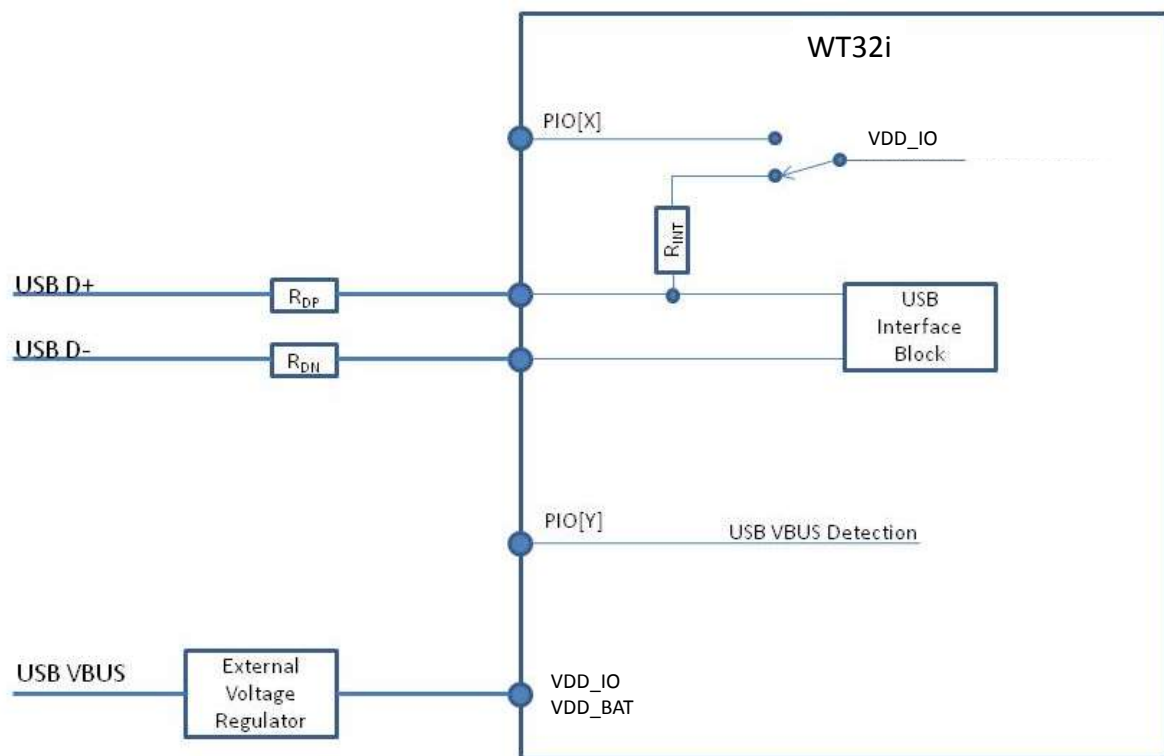 WT32i
PIO[X]
VDD_IO
RINT
USB D+
RDP
USB
Interface
Block
USB D-
RDN
PIO[Y]
USB VBUS Detection
USB VBUS
External
Voltage
Regulator
VDD_IO
VDD_BAT